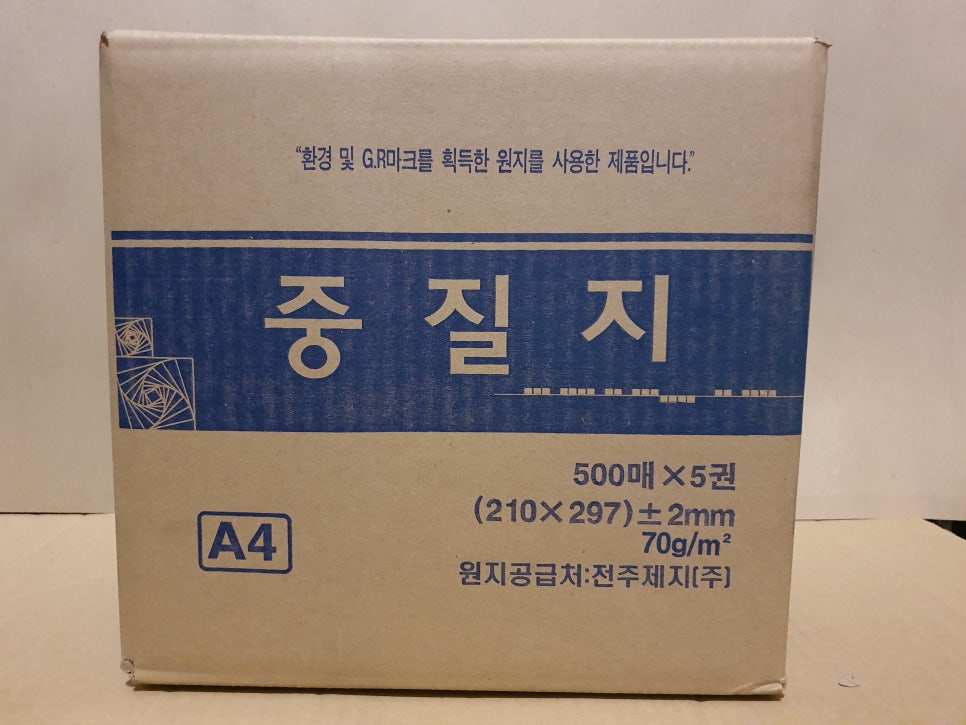 “환경 및 G.R마크를 획득한 원지를 사용한 제품입니다.”
중질지
500매×5권
(210×297)±2mm
70g/m²
A4
원지공급처:전주제지(주)